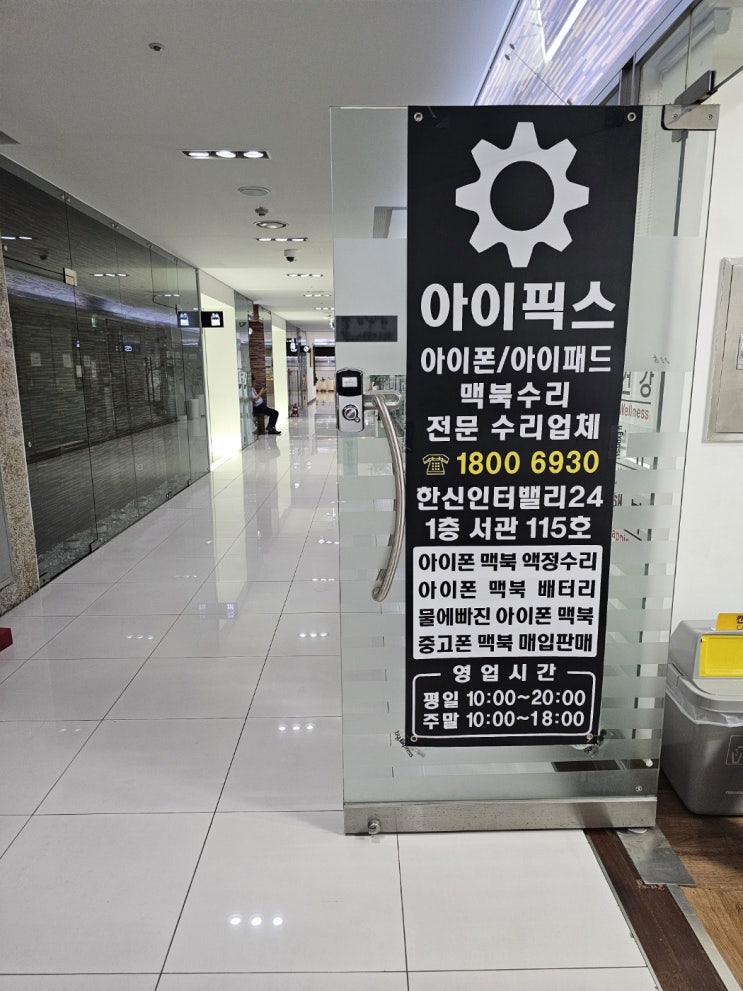 아이픽스
아이폰/아이패드
맥북수리
전문 수리업체
☎ 1800 6930
한신인터밸리24
1층 서관 115호
아이폰 맥북 액정수리
아이폰 맥북 배터리
물에빠진 아이폰 맥북
중고폰 맥북 매입판매
영업시간
평일 10:00~20:00
주말 10:00~18:00
건강
Wellness